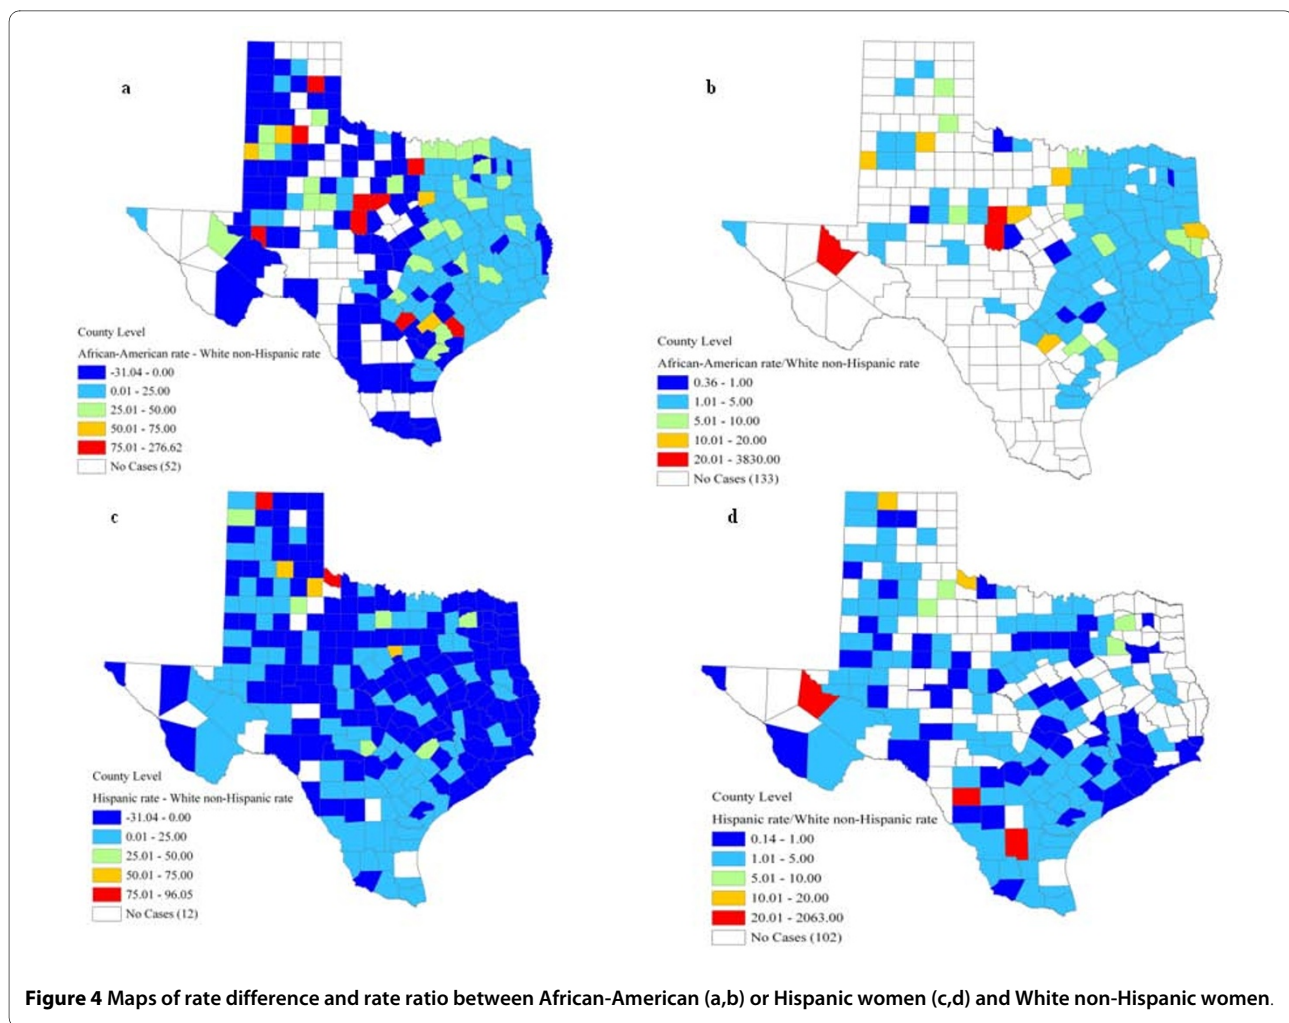 a
County Level
African-American rate - White non-Hispanic rate
-31.04 - 0.00
0.01 - 25.00
25.01 - 50.00
50.01 - 75.00
75.01 - 276.62
No Cases (52)
b
County Level
African-American rate/White non-Hispanic rate
0.36 - 1.00
1.01 - 5.00
5.01 - 10.00
10.01 - 20.00
20.01 - 3830.00
No Cases (133)
c
County Level
Hispanic rate - White non-Hispanic rate
-31.04 - 0.00
0.01 - 25.00
25.01 - 50.00
50.01 - 75.00
75.01 - 96.05
No Cases (12)
d
County Level
Hispanic rate/White non-Hispanic rate
0.14 - 1.00
1.01 - 5.00
5.01 - 10.00
10.01 - 20.00
20.01 - 2063.00
No Cases (102)
Figure 4 Maps of rate difference and rate ratio between African-American (a,b) or Hispanic women (c,d) and White non-Hispanic women.